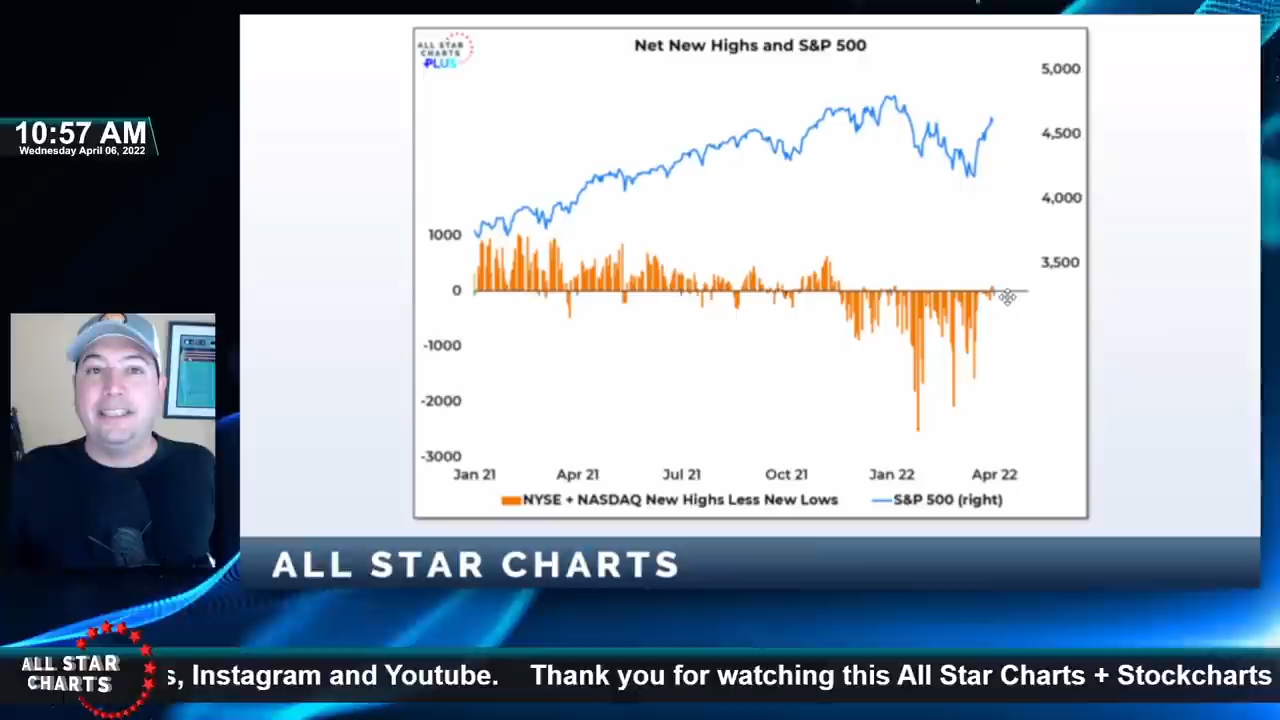 10:57 AM
Wednesday April 06, 2022
ALL STAR
CHARTS
PLUS
Net New Highs and S&P 500
5,000
4,500
4,000
3,500
1000
0
-1000
-2000
-3000
Jan 21 Apr 21 Jul 21 Oct 21 Jan 22 Apr 22
NYSE + NASDAQ New Highs Less New Lows S&P 500 (right)
ALL STAR CHARTS
ALL STAR
CHARTS
s, Instagram and Youtube. Thank you for watching this All Star Charts + Stockcharts